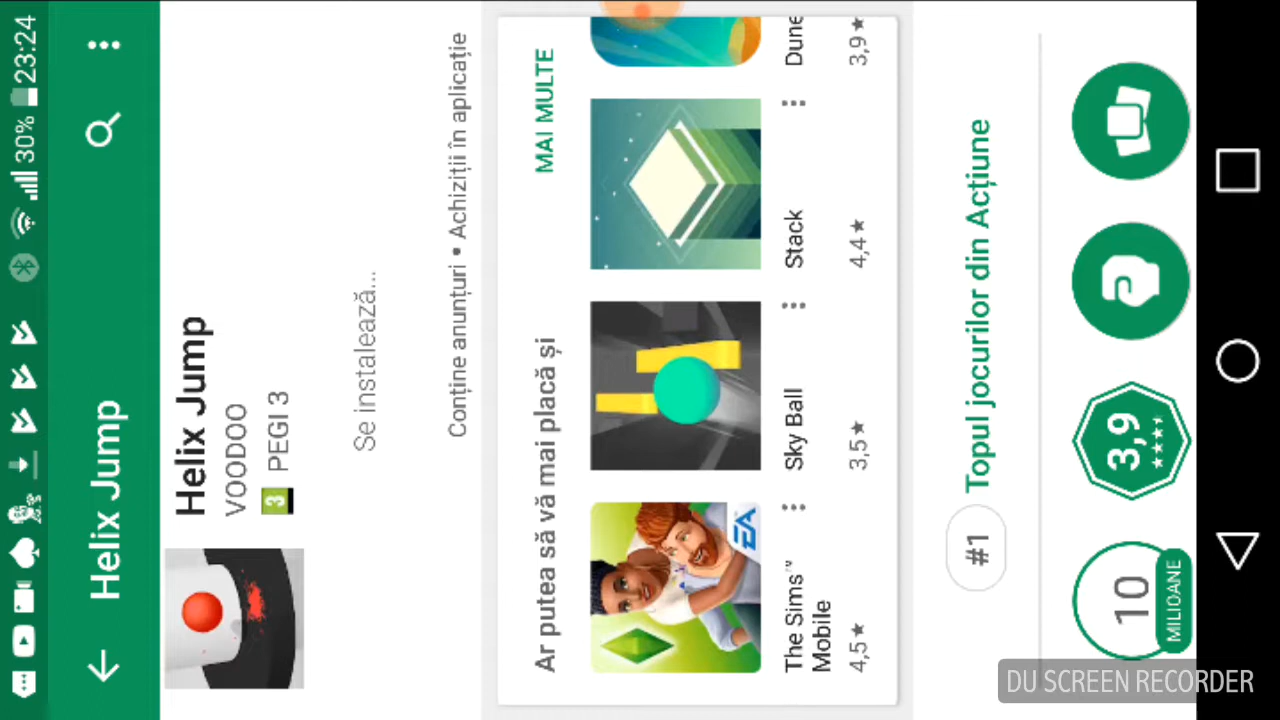 30% 23:24
Helix Jump
Helix Jump
VOODOO
3 PEGI 3
Se instalează...
Conține anunțuri • Achiziții în aplicație
Ar putea să vă mai placă și
MAI MULTE
EA
The Sims™ Mobile
4,5★
Sky Ball
3,5★
Stack
4,4★
Dune
3,9★
#1 Topul jocurilor din Acțiune
10
MILIOANE
3,9
DU SCREEN RECORDER